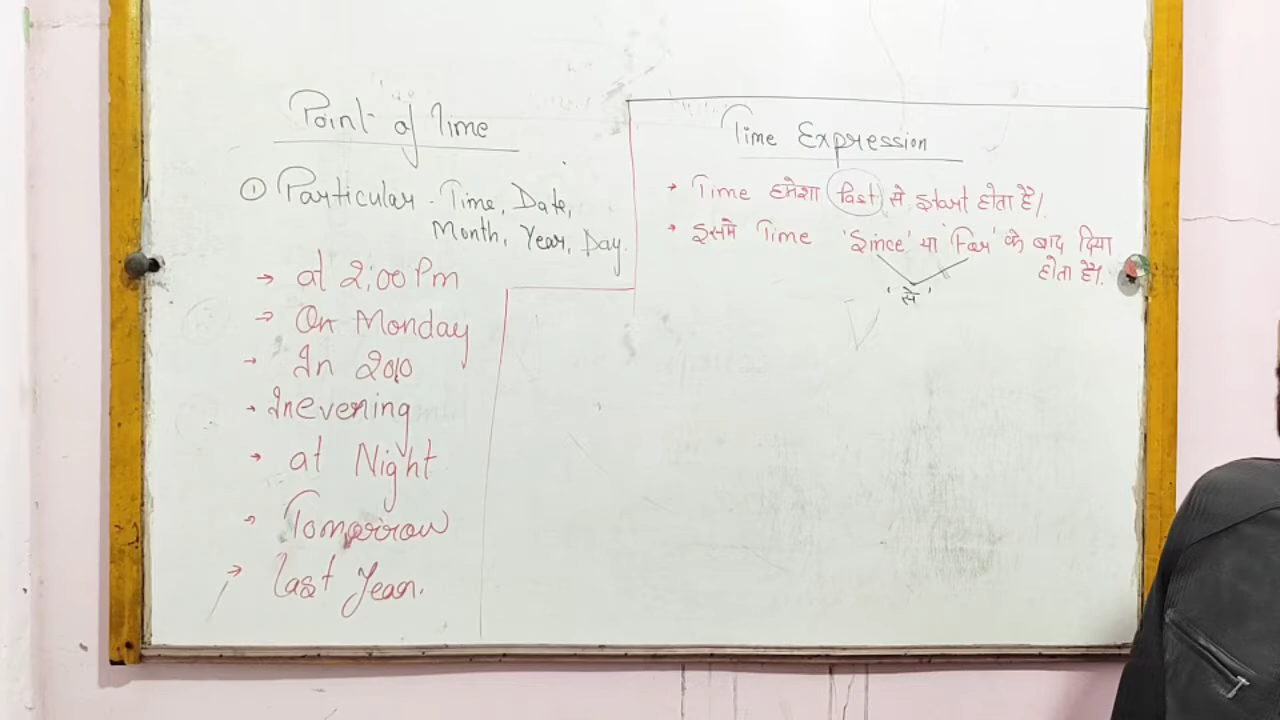 Point of Time
① Particular - Time, Date,
Month, Year, Day.
→ at 2:00 Pm
→ On Monday
→ In 2010
→ In evening
→ at Night
→ Tomorrow
→ last Year.
Time Expression
→ Time हमेशा Past से start होता है।
→ इसमे Time 'Since' या 'For' के बाद दिया
होता है।
'से'